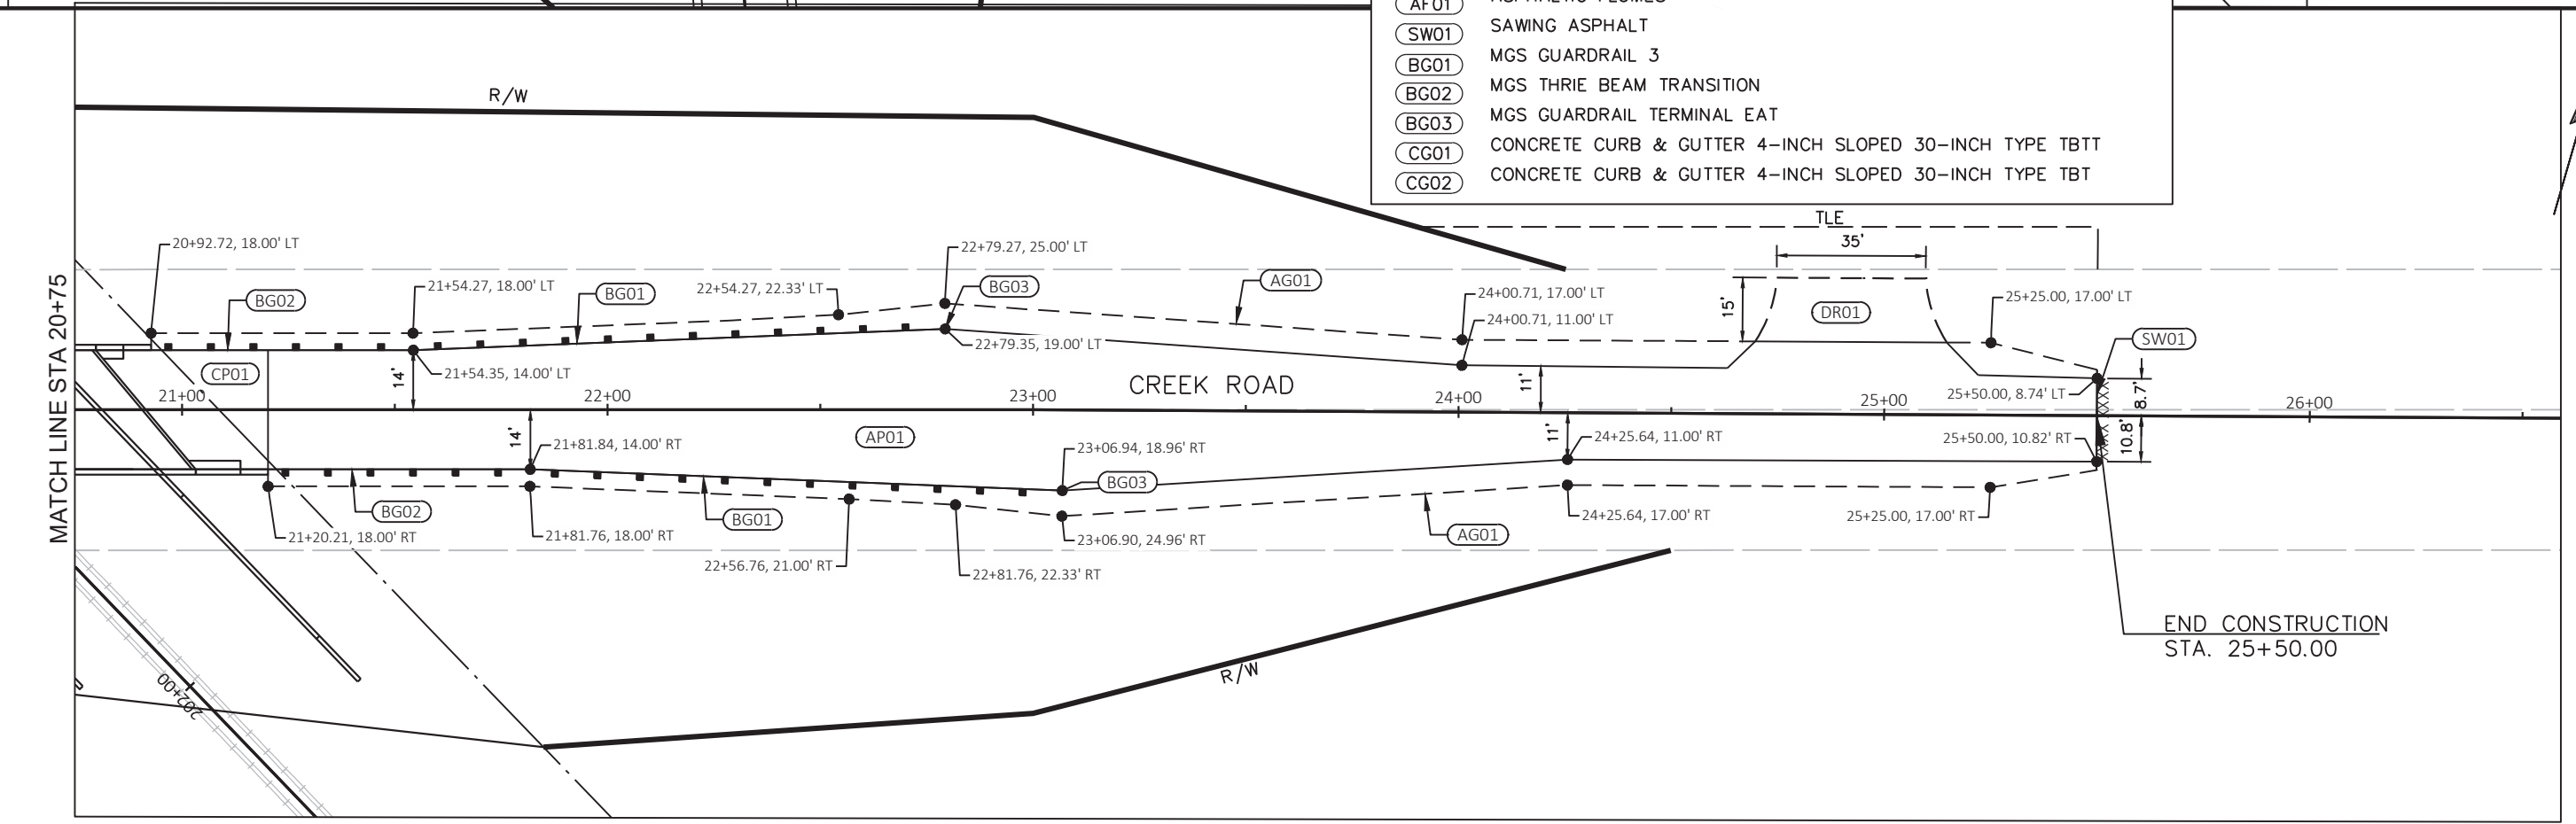 AF01
SW01 SAWING ASPHALT
BG01 MGS GUARDRAIL 3
BG02 MGS THRIE BEAM TRANSITION
BG03 MGS GUARDRAIL TERMINAL EAT
CG01 CONCRETE CURB & GUTTER 4-INCH SLOPED 30-INCH TYPE TBTT
CG02 CONCRETE CURB & GUTTER 4-INCH SLOPED 30-INCH TYPE TBT
R/W
TLE
35'
20+92.72, 18.00' LT
22+79.27, 25.00' LT
MATCH LINE STA 20+75
BG02
21+54.27, 18.00' LT
BG01
22+54.27, 22.33' LT
BG03
AG01
24+00.71, 17.00' LT
24+00.71, 11.00' LT
15'
DR01
25+25.00, 17.00' LT
SW01
22+79.35, 19.00' LT
CP01
21+54.35, 14.00' LT
14'
11'
CREEK ROAD
21+00
22+00
23+00
24+00
25+00
26+00
25+50.00, 8.74' LT
8.7'
14'
21+81.84, 14.00' RT
AP01
23+06.94, 18.96' RT
11'
24+25.64, 11.00' RT
25+50.00, 10.82' RT
10.8'
BG03
BG02
BG01
21+20.21, 18.00' RT
21+81.76, 18.00' RT
22+56.76, 21.00' RT
22+81.76, 22.33' RT
23+06.90, 24.96' RT
AG01
24+25.64, 17.00' RT
25+25.00, 17.00' RT
END CONSTRUCTION
STA. 25+50.00
R/W
202+00